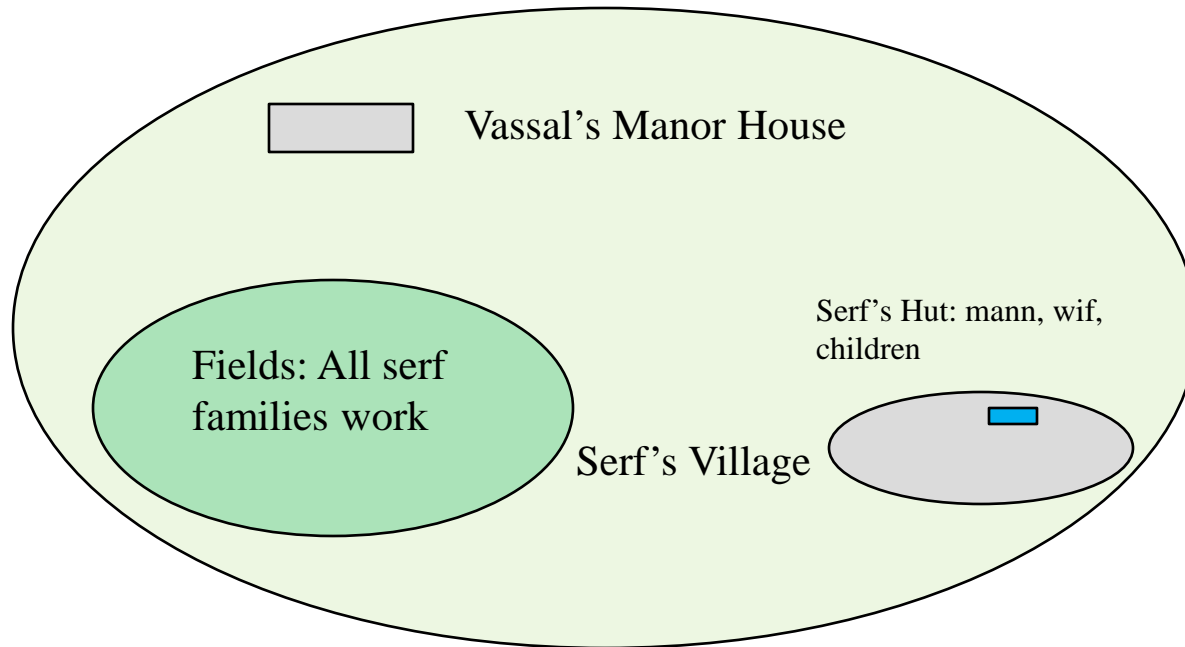 Vassal’s Manor House
Serf’s Hut: mann, wif,
children
Fields: All serf
families work
Serf’s Village